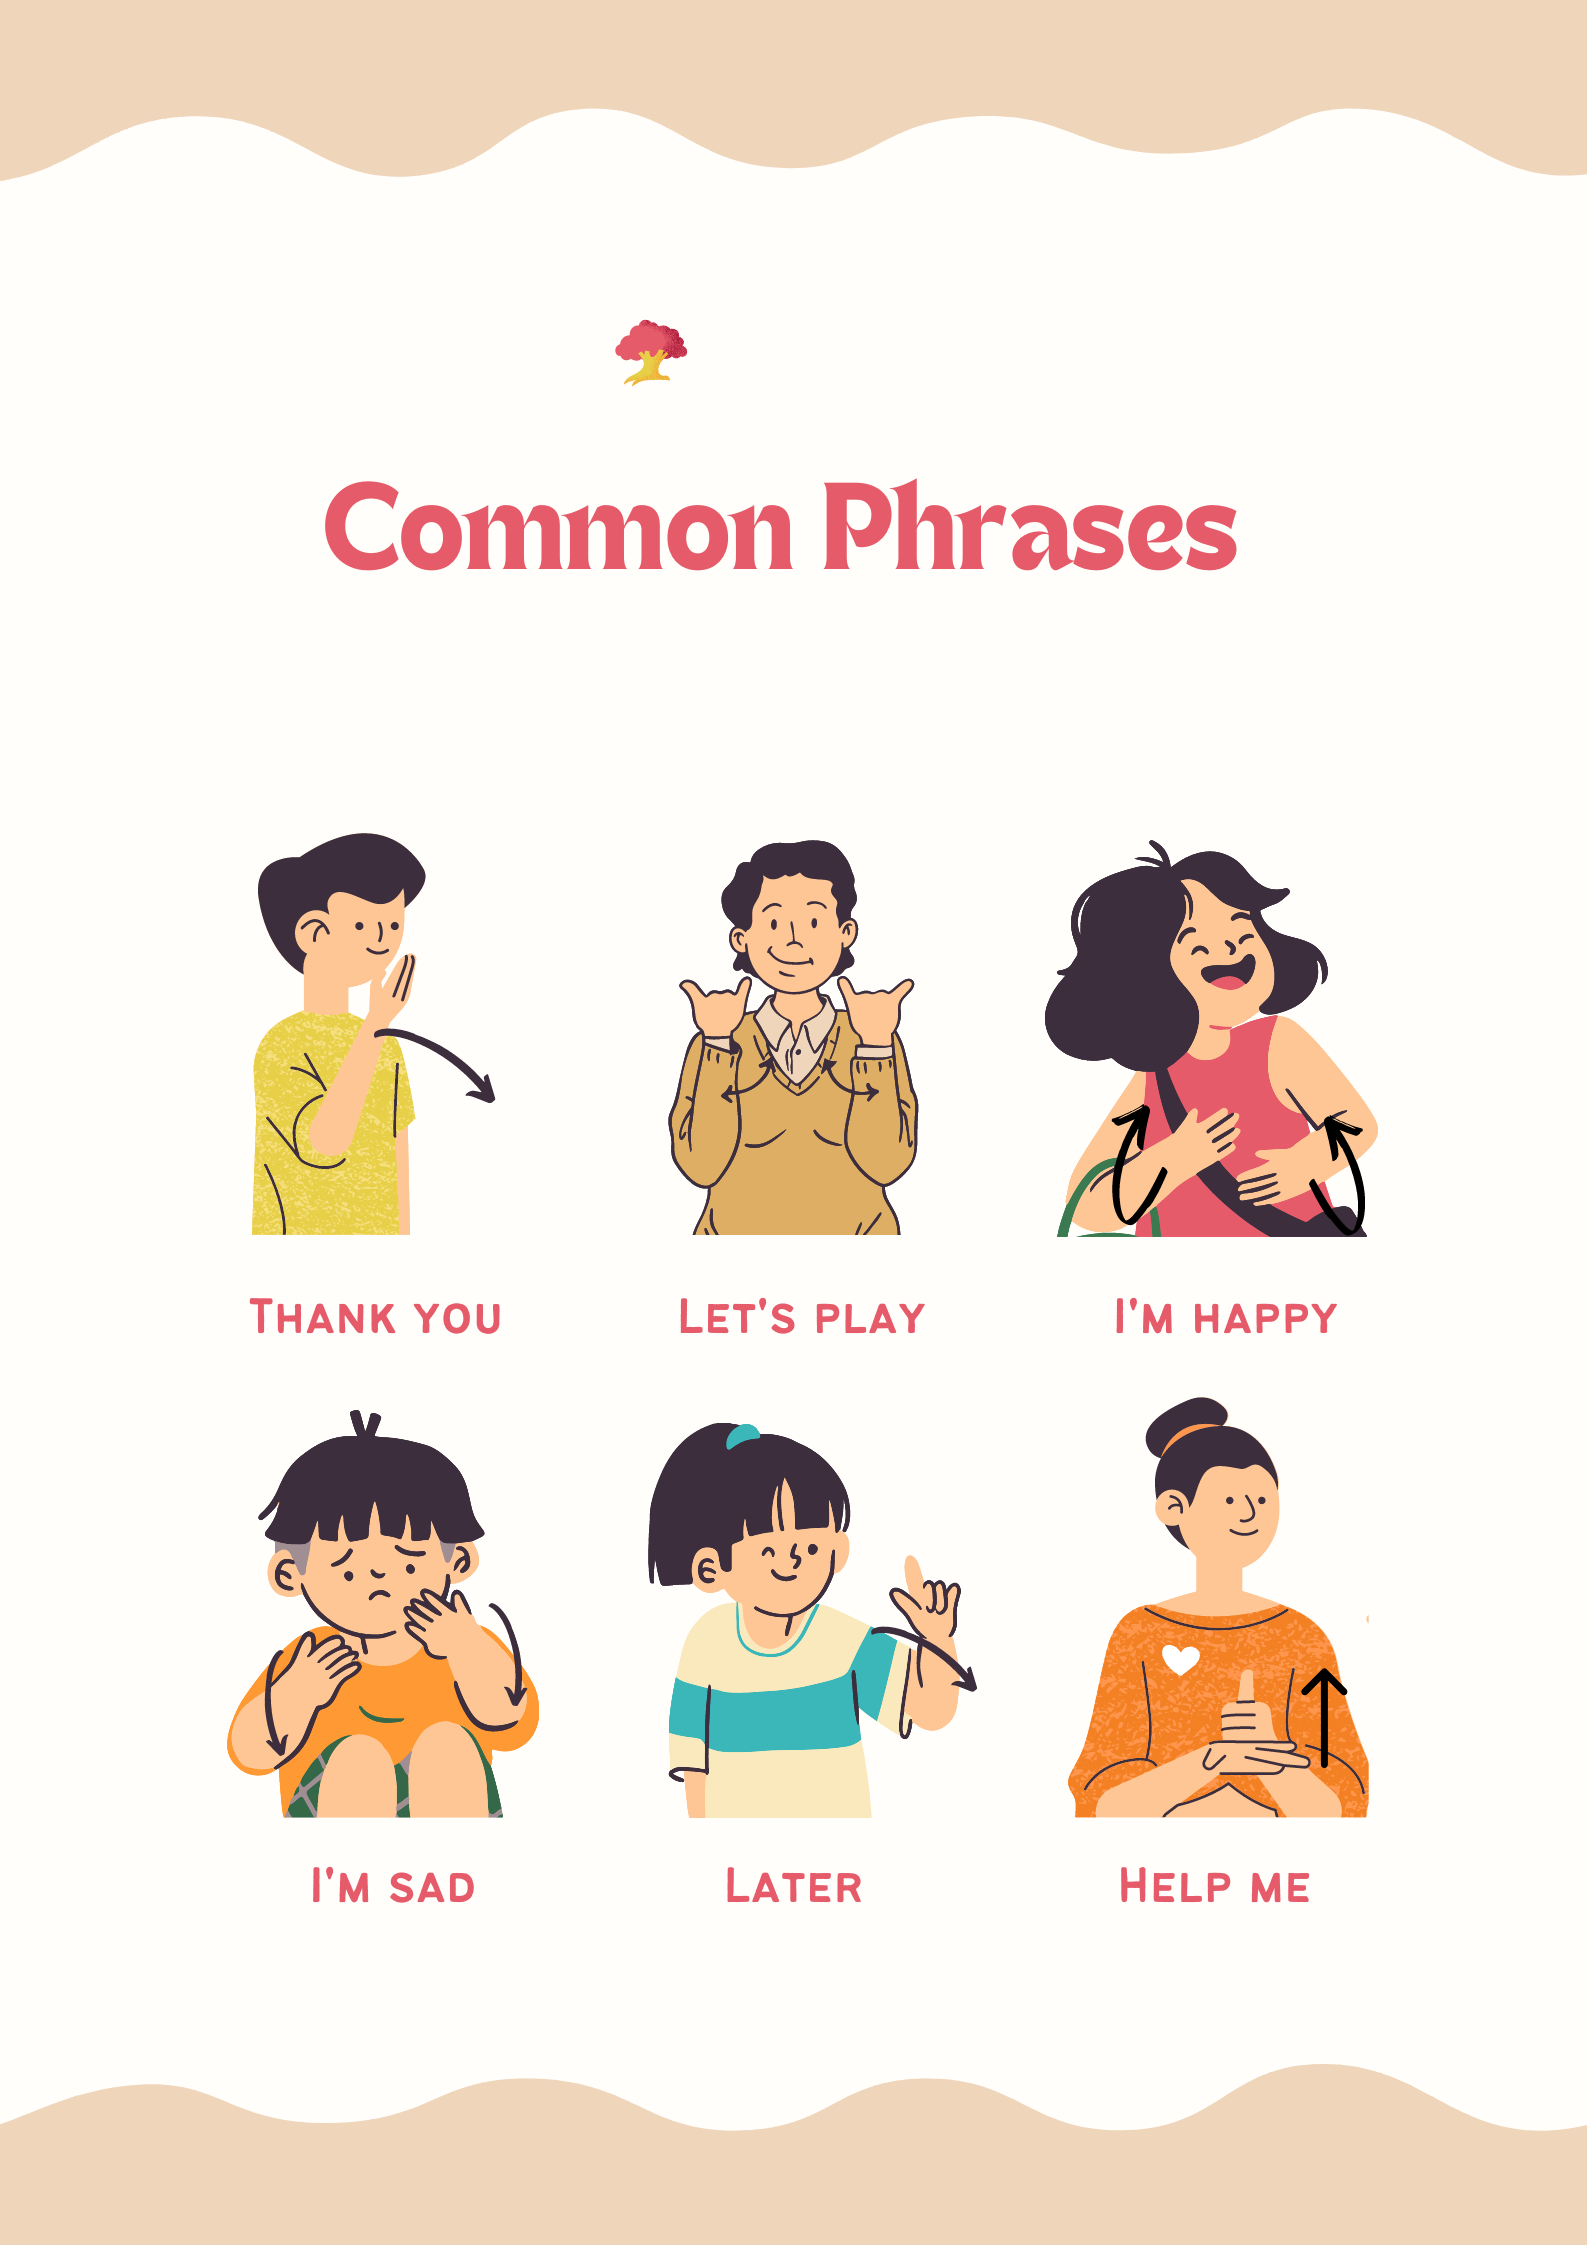 Common Phrases
Thank you
Let's play
I'm happy
I'm sad
Later
Help me